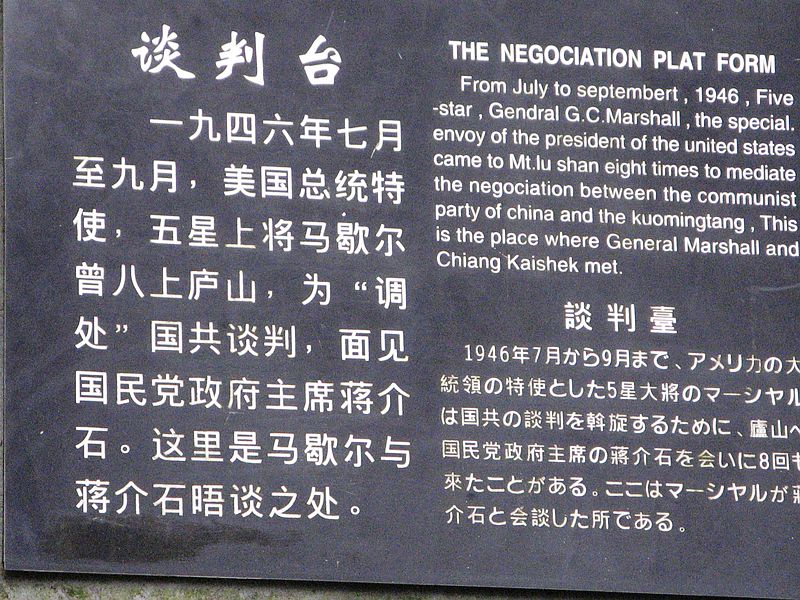 谈判台
一九四六年七月
至九月，美国总统特
使，五星上将马歇尔
曾八上庐山，为“调
处”国共谈判，面见
国民党政府主席蒋介
石。这里是马歇尔与
蒋介石晤谈之处。
THE NEGOCIATION PLAT FORM
From July to septembert , 1946 , Five
-star , Gendral G.C.Marshall , the special.
envoy of the president of the united states
came to Mt.lu shan eight times to mediate
the negociation between the communist
party of china and the kuomingtang , This
is the place where General Marshall and
Chiang Kaishek met.
談判臺
1946年7月から9月まで、アメリカの大
統領の特使とした5星大將のマーシヤル
は国共の談判を斡旋するために、廬山へ
国民党政府主席の蔣介石を会いに8回も
來たことがある。ここはマーシヤルが蔣
介石と会談した所である。